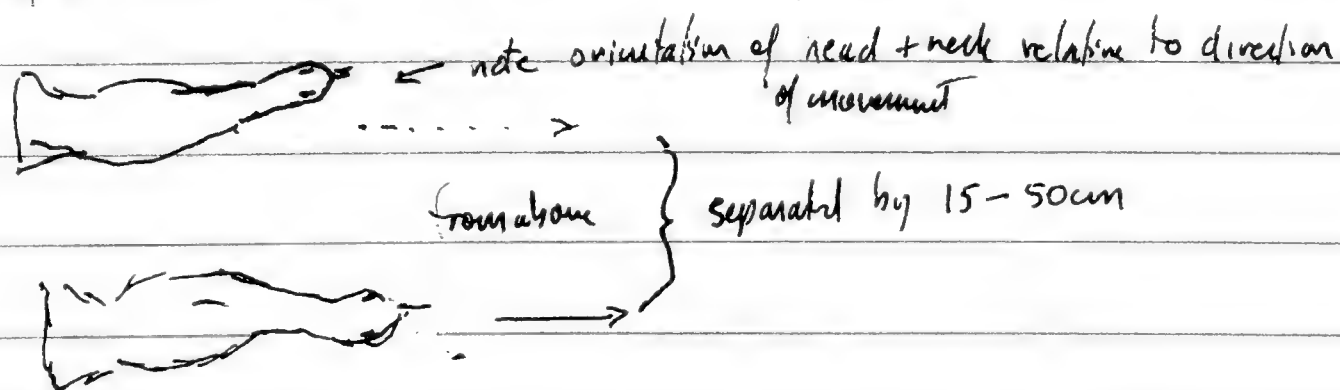 note orientation of head + neck relative to direction
of movement
from above
separated by 15 - 50cm